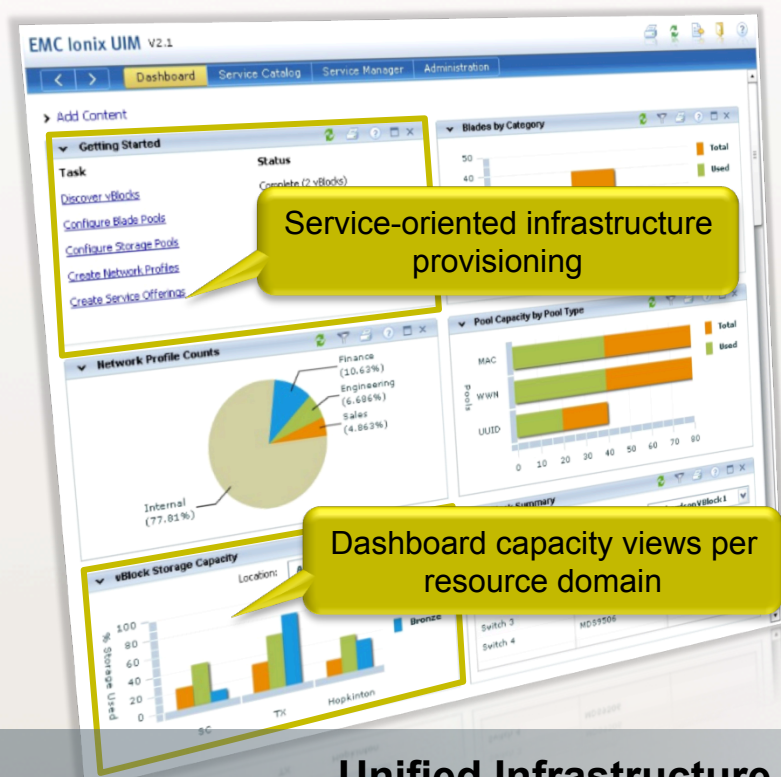 EMC Ionix UIM V2.1
Dashboard
Service Catalog
Service Manager
Administration
Add Content
Getting Started
Task
Status
Discover vBlocks
Complete (2 vBlocks)
Configure Blade Pools
Configure Storage Pools
Create Network Profiles
Create Service Offerings
Blades by Category
50
40
Total
Used
Service-oriented infrastructure
provisioning
Network Profile Counts
Finance
(10.63%)
Engineering
(6.686%)
Sales
(4.863%)
Internal
(77.81%)
Pool Capacity by Pool Type
Total
Used
Pools
MAC
WWN
UUID
0 10 20 30 40 50 60 70 80
Summary
Dashboard capacity views per
resource domain
vBlock Storage Capacity
Location:
Bronze
% Storage Used
100
80
60
40
20
0
SC
TX
Hopkinton
Switch 3
Switch 4
MDS9506
Unified Infrastructure